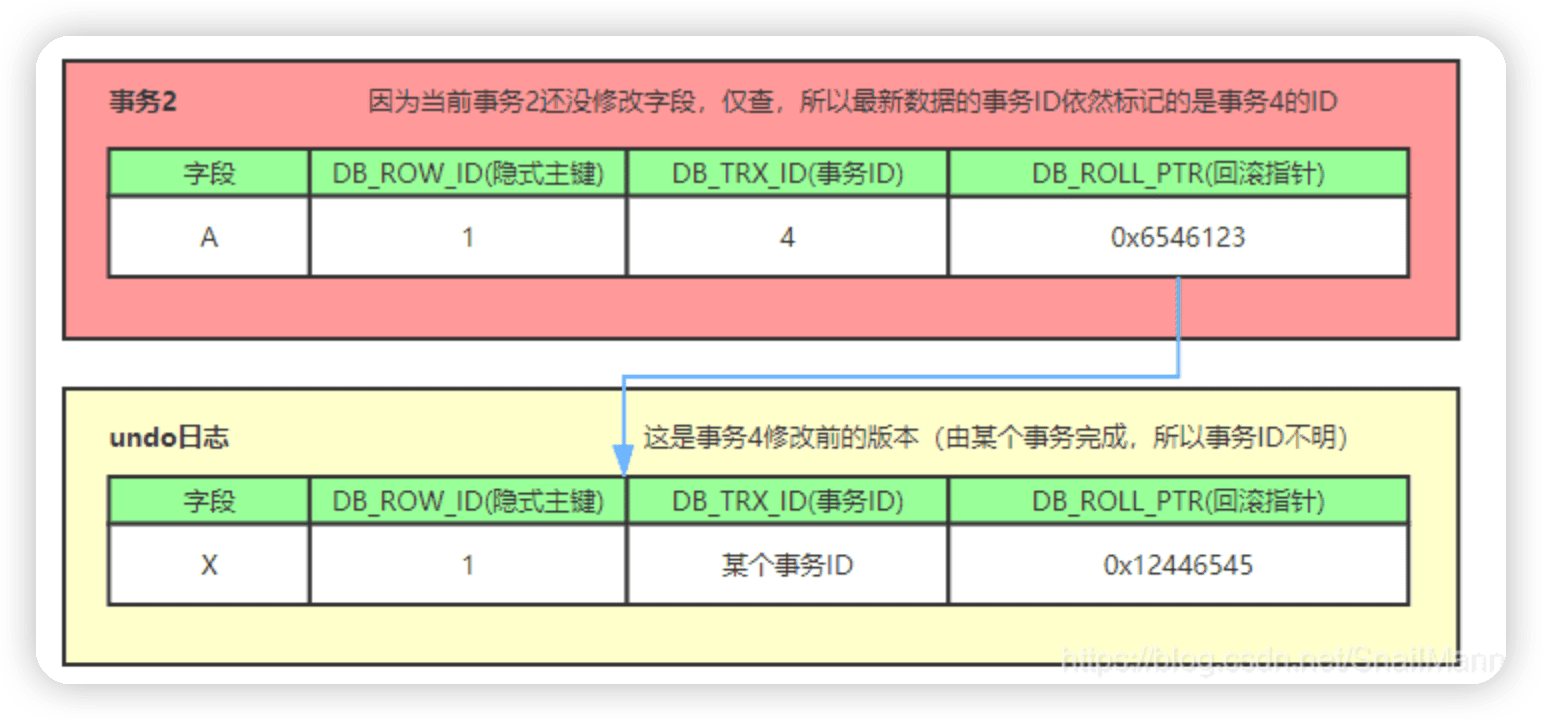 事务2 因为当前事务2还没修改字段，仅查，所以最新数据的事务ID依然标记的是事务4的ID
字段 DB_ROW_ID(隐式主键) DB_TRX_ID(事务ID) DB_ROLL_PTR(回滚指针)
A 1 4 0x6546123
undo日志 这是事务4修改前的版本（由某个事务完成，所以事务ID不明）
字段 DB_ROW_ID(隐式主键) DB_TRX_ID(事务ID) DB_ROLL_PTR(回滚指针)
X 1 某个事务ID 0x12446545
https://blog.csdn.net/SnailMann